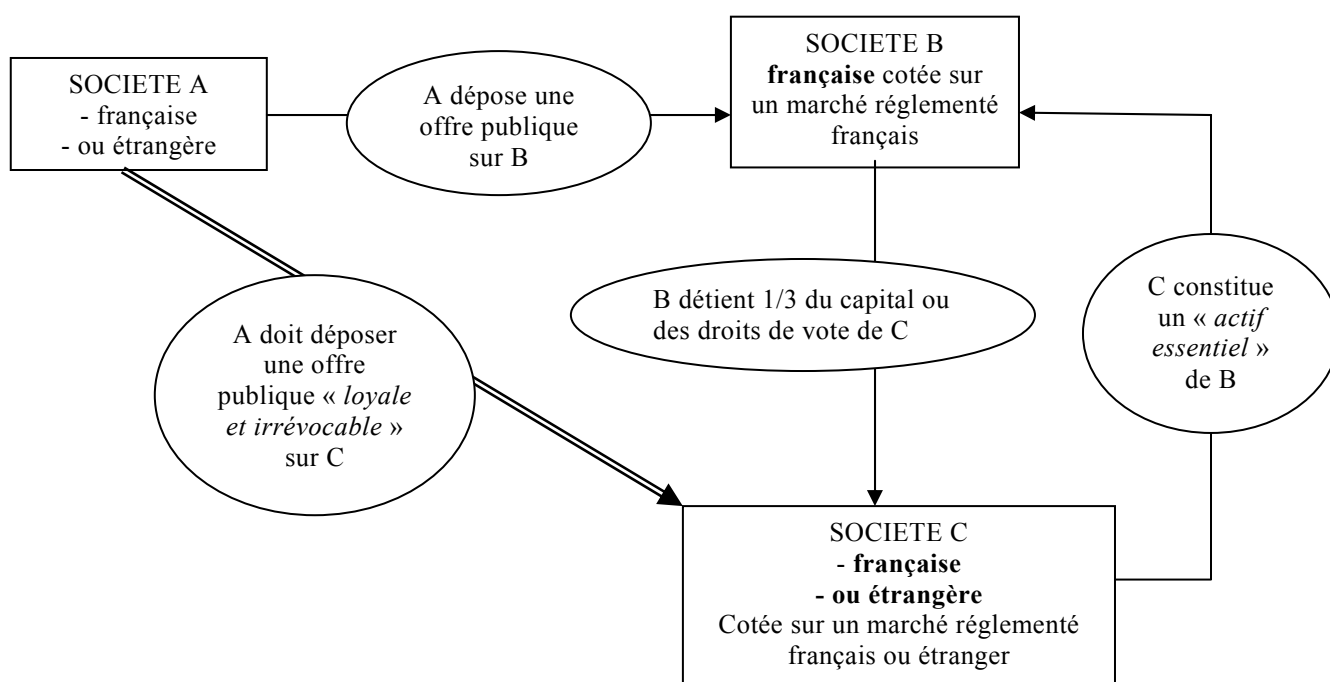 SOCIETE A
- française
- ou étrangère
A dépose une
offre publique
sur B
SOCIETE B
française cotée sur
un marché réglementé
français
B détient 1/3 du capital ou
des droits de vote de C
C constitue
un « actif
essentiel »
de B
A doit déposer
une offre
publique « loyale
et irrévocable »
sur C
SOCIETE C
- française
- ou étrangère
Cotée sur un marché réglementé
français ou étranger